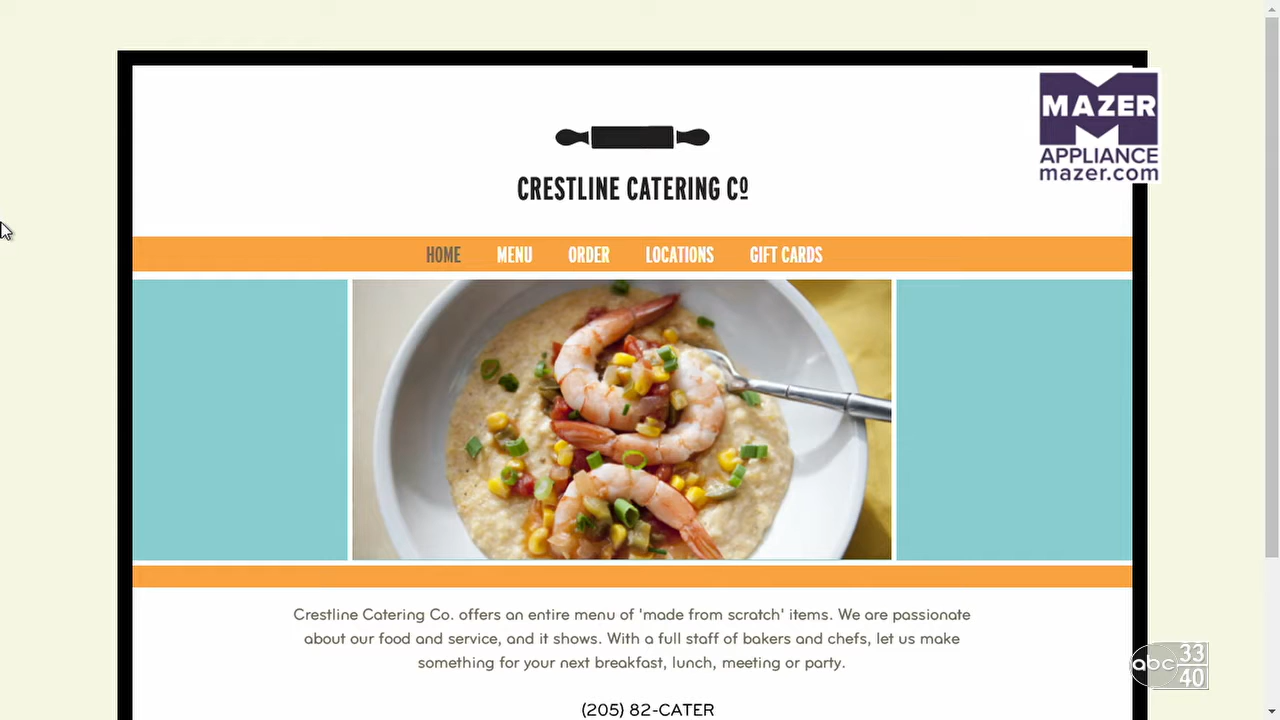 MAZER
APPLIANCE
mazer.com
CRESTLINE CATERING Cº
HOME MENU ORDER LOCATIONS GIFT CARDS
Crestline Catering Co. offers an entire menu of 'made from scratch' items. We are passionate
about our food and service, and it shows. With a full staff of bakers and chefs, let us make
something for your next breakfast, lunch, meeting or party.
abc 33
40
(205) 82-CATER